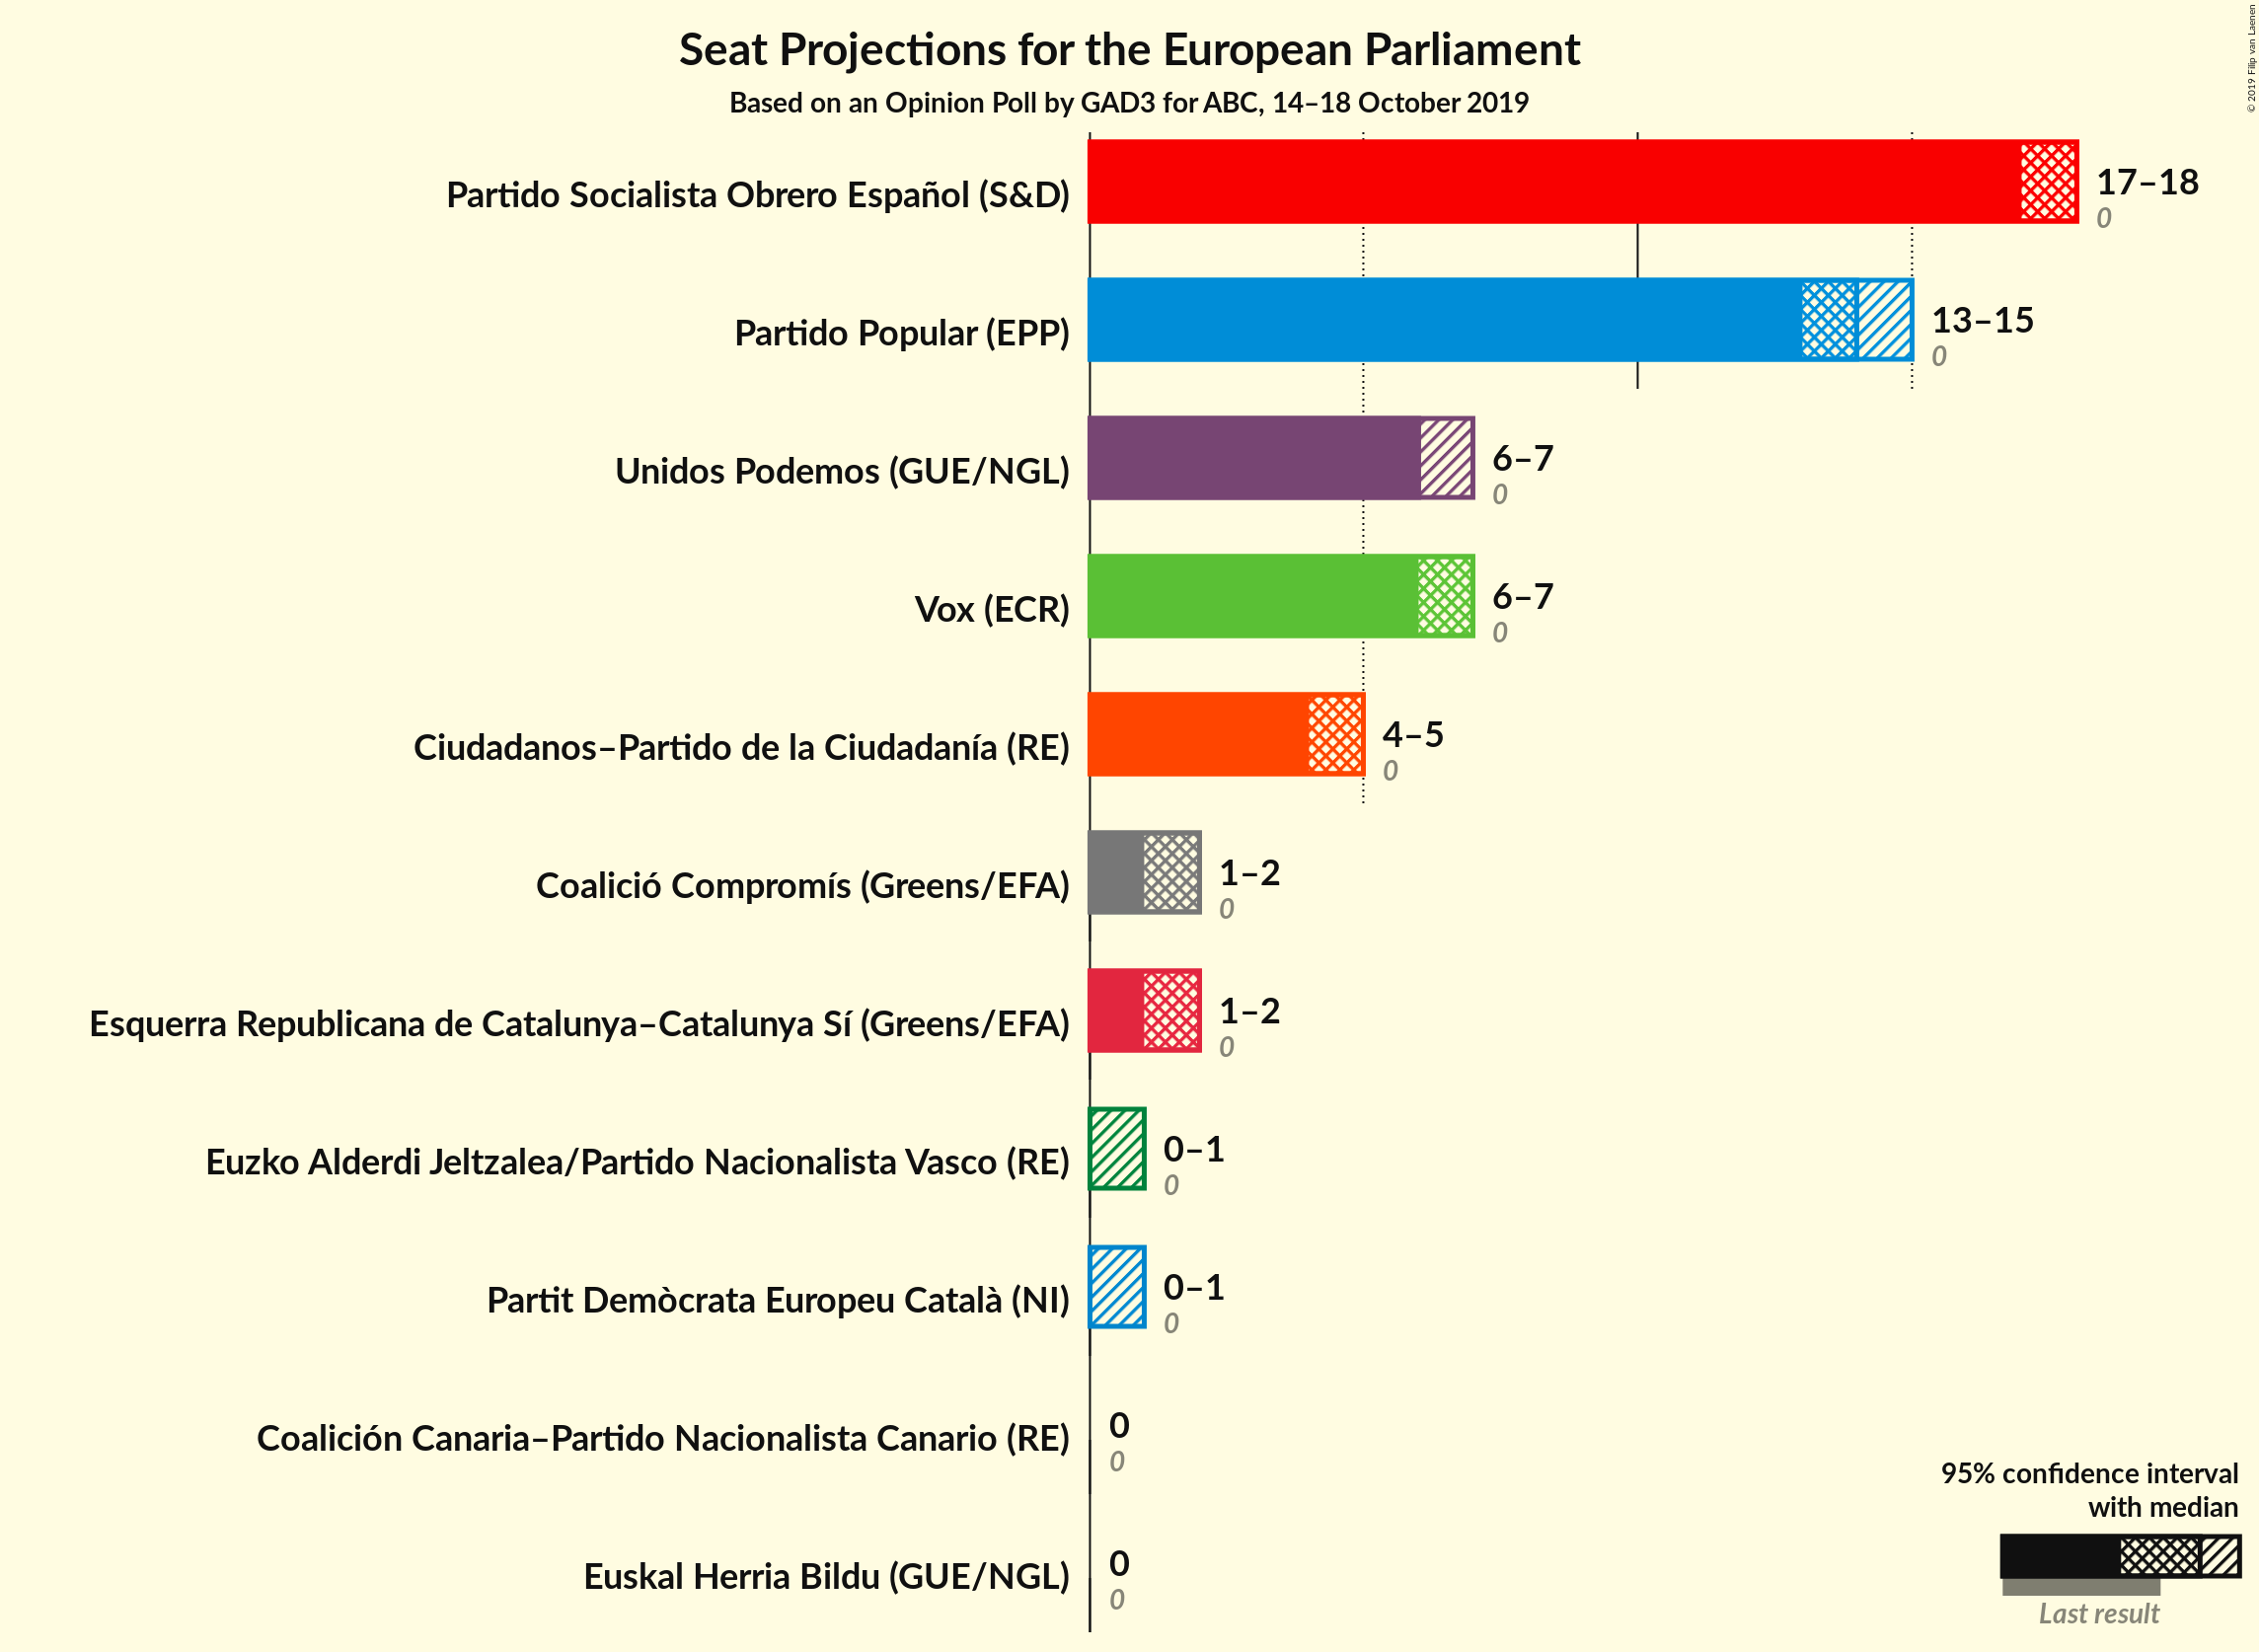 Seat Projections for the European Parliament
Based on an Opinion Poll by GAD3 for ABC, 14–18 October 2019
© 2019 Filip van Laenen
Partido Socialista Obrero Español (S&D)
17–18
0
Partido Popular (EPP)
13–15
0
Unidos Podemos (GUE/NGL)
6–7
0
Vox (ECR)
6–7
0
Ciudadanos–Partido de la Ciudadanía (RE)
4–5
0
Coalició Compromís (Greens/EFA)
1–2
0
Esquerra Republicana de Catalunya–Catalunya Sí (Greens/EFA)
1–2
0
Euzko Alderdi Jeltzalea/Partido Nacionalista Vasco (RE)
0–1
0
Partit Demòcrata Europeu Català (NI)
0–1
0
Coalición Canaria–Partido Nacionalista Canario (RE)
0
0
Euskal Herria Bildu (GUE/NGL)
0
0
95% confidence interval
with median
Last result